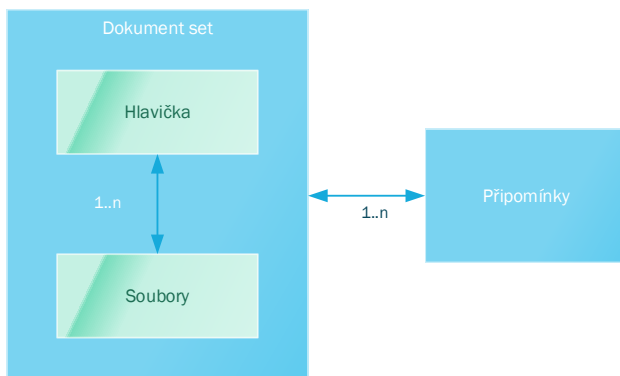 Dokument set
Hlavička
1..n
Soubory
1..n
Připomínky